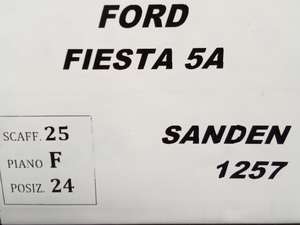 FORD
FIESTA 5A
SCAFF. 25
PIANO F
POSIZ. 24
SANDEN
1257